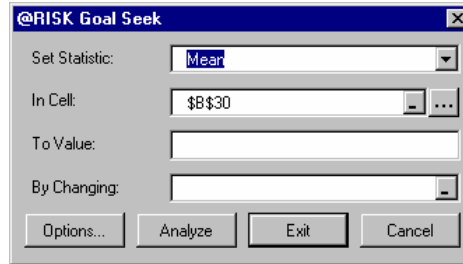 @RISK Goal Seek
Set Statistic: Mean
In Cell: $B$30
To Value:
By Changing:
Options... Analyze Exit Cancel